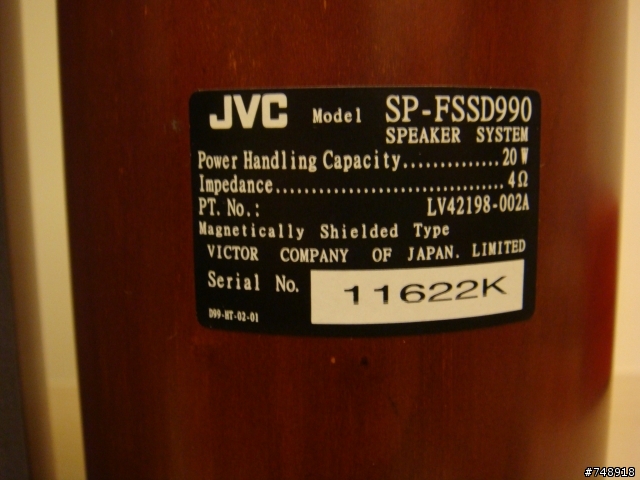 JVC Model SP-FSSD990
SPEAKER SYSTEM
Power Handling Capacity..............20 W
Impedance................................4Ω
PT. No.: LV42198-002A
Magnetically Shielded Type
VICTOR COMPANY OF JAPAN. LIMITED
Serial No. 11622K
D99-HT-02-01
#748918